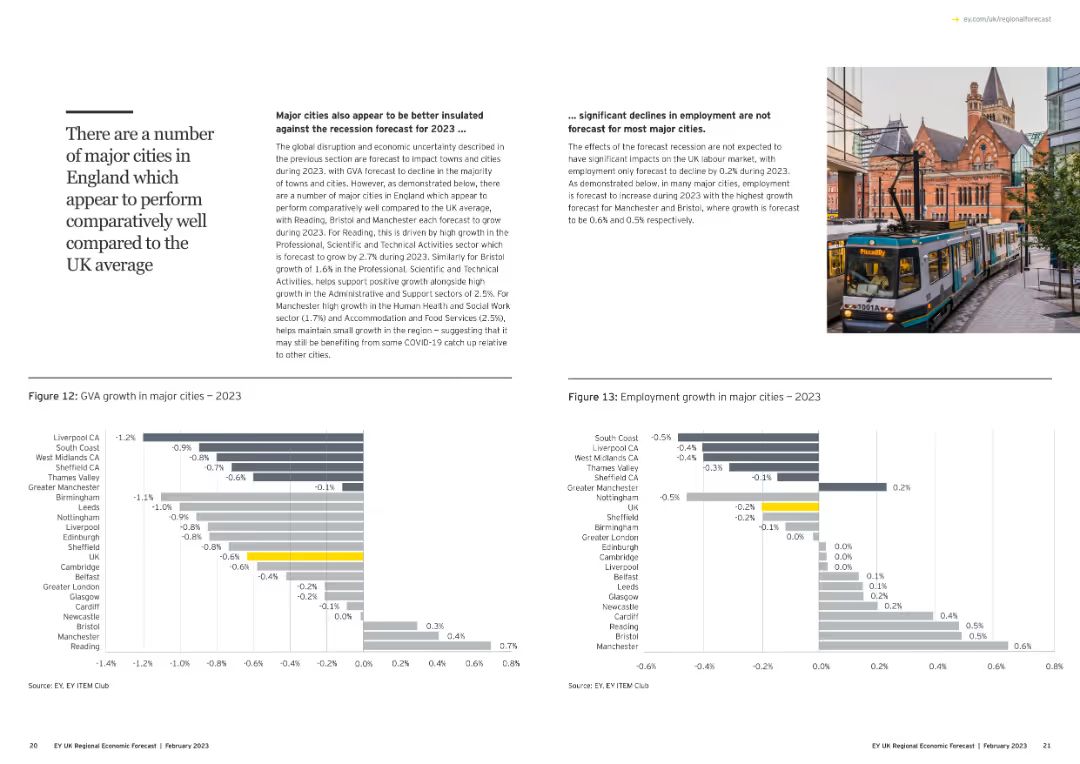 → ey.com/uk/regionalforecast
There are a number
of major cities in
England which
appear to perform
comparatively well
compared to the
UK average
Major cities also appear to be better insulated
against the recession forecast for 2023 ...
The global disruption and economic uncertainty described in
the previous section are forecast to impact towns and cities
during 2023, with GVA forecast to decline in the majority
of towns and cities. However, as demonstrated below, there
are a number of major cities in England which appear to
perform comparatively well compared to the UK average,
with Reading, Bristol and Manchester each forecast to grow
during 2023. For Reading, this is driven by high growth in the
Professional, Scientific and Technical Activities sector which
is forecast to grow by 2.7% during 2023. Similarly for Bristol
growth of 1.6% in the Professional, Scientific and Technical
Activities, helps support positive growth alongside high
growth in the Administrative and Support sectors of 2.5%. For
Manchester high growth in the Human Health and Social Work
sector (1.7%) and Accommodation and Food Services (2.5%),
helps maintain small growth in the region – suggesting that it
may still be benefiting from some COVID-19 catch up relative
to other cities.
... significant declines in employment are not
forecast for most major cities.
The effects of the forecast recession are not expected to
have significant impacts on the UK labour market, with
employment only forecast to decline by 0.2% during 2023.
As demonstrated below, in many major cities, employment
is forecast to increase during 2023 with the highest growth
forecast for Manchester and Bristol, where growth is forecast
to be 0.6% and 0.5% respectively.
Piccadilly
1001A
Figure 12: GVA growth in major cities – 2023
Liverpool CA -1.2%
South Coast -0.9%
West Midlands CA -0.8%
Sheffield CA -0.7%
Thames Valley -0.6%
Greater Manchester -0.1%
Birmingham -1.1%
Leeds -1.0%
Nottingham -0.9%
Liverpool -0.8%
Edinburgh -0.8%
Sheffield -0.8%
UK -0.6%
Cambridge -0.6%
Belfast -0.4%
Greater London -0.2%
Glasgow -0.2%
Cardiff -0.1%
Newcastle 0.0%
Bristol 0.3%
Manchester 0.4%
Reading 0.7%
-1.4% -1.2% -1.0% -0.8% -0.6% -0.4% -0.2% 0.0% 0.2% 0.4% 0.6% 0.8%
Source: EY, EY ITEM Club
Figure 13: Employment growth in major cities – 2023
South Coast -0.5%
Liverpool CA -0.4%
West Midlands CA -0.4%
Thames Valley -0.3%
Sheffield CA -0.1%
Greater Manchester 0.2%
Nottingham -0.5%
UK -0.2%
Sheffield -0.2%
Birmingham -0.1%
Greater London 0.0%
Edinburgh 0.0%
Cambridge 0.0%
Liverpool 0.0%
Belfast 0.1%
Leeds 0.1%
Glasgow 0.2%
Newcastle 0.2%
Cardiff 0.4%
Reading 0.5%
Bristol 0.5%
Manchester 0.6%
-0.6% -0.4% -0.2% 0.0% 0.2% 0.4% 0.6% 0.8%
Source: EY, EY ITEM Club
20 EY UK Regional Economic Forecast | February 2023
EY UK Regional Economic Forecast | February 2023 21